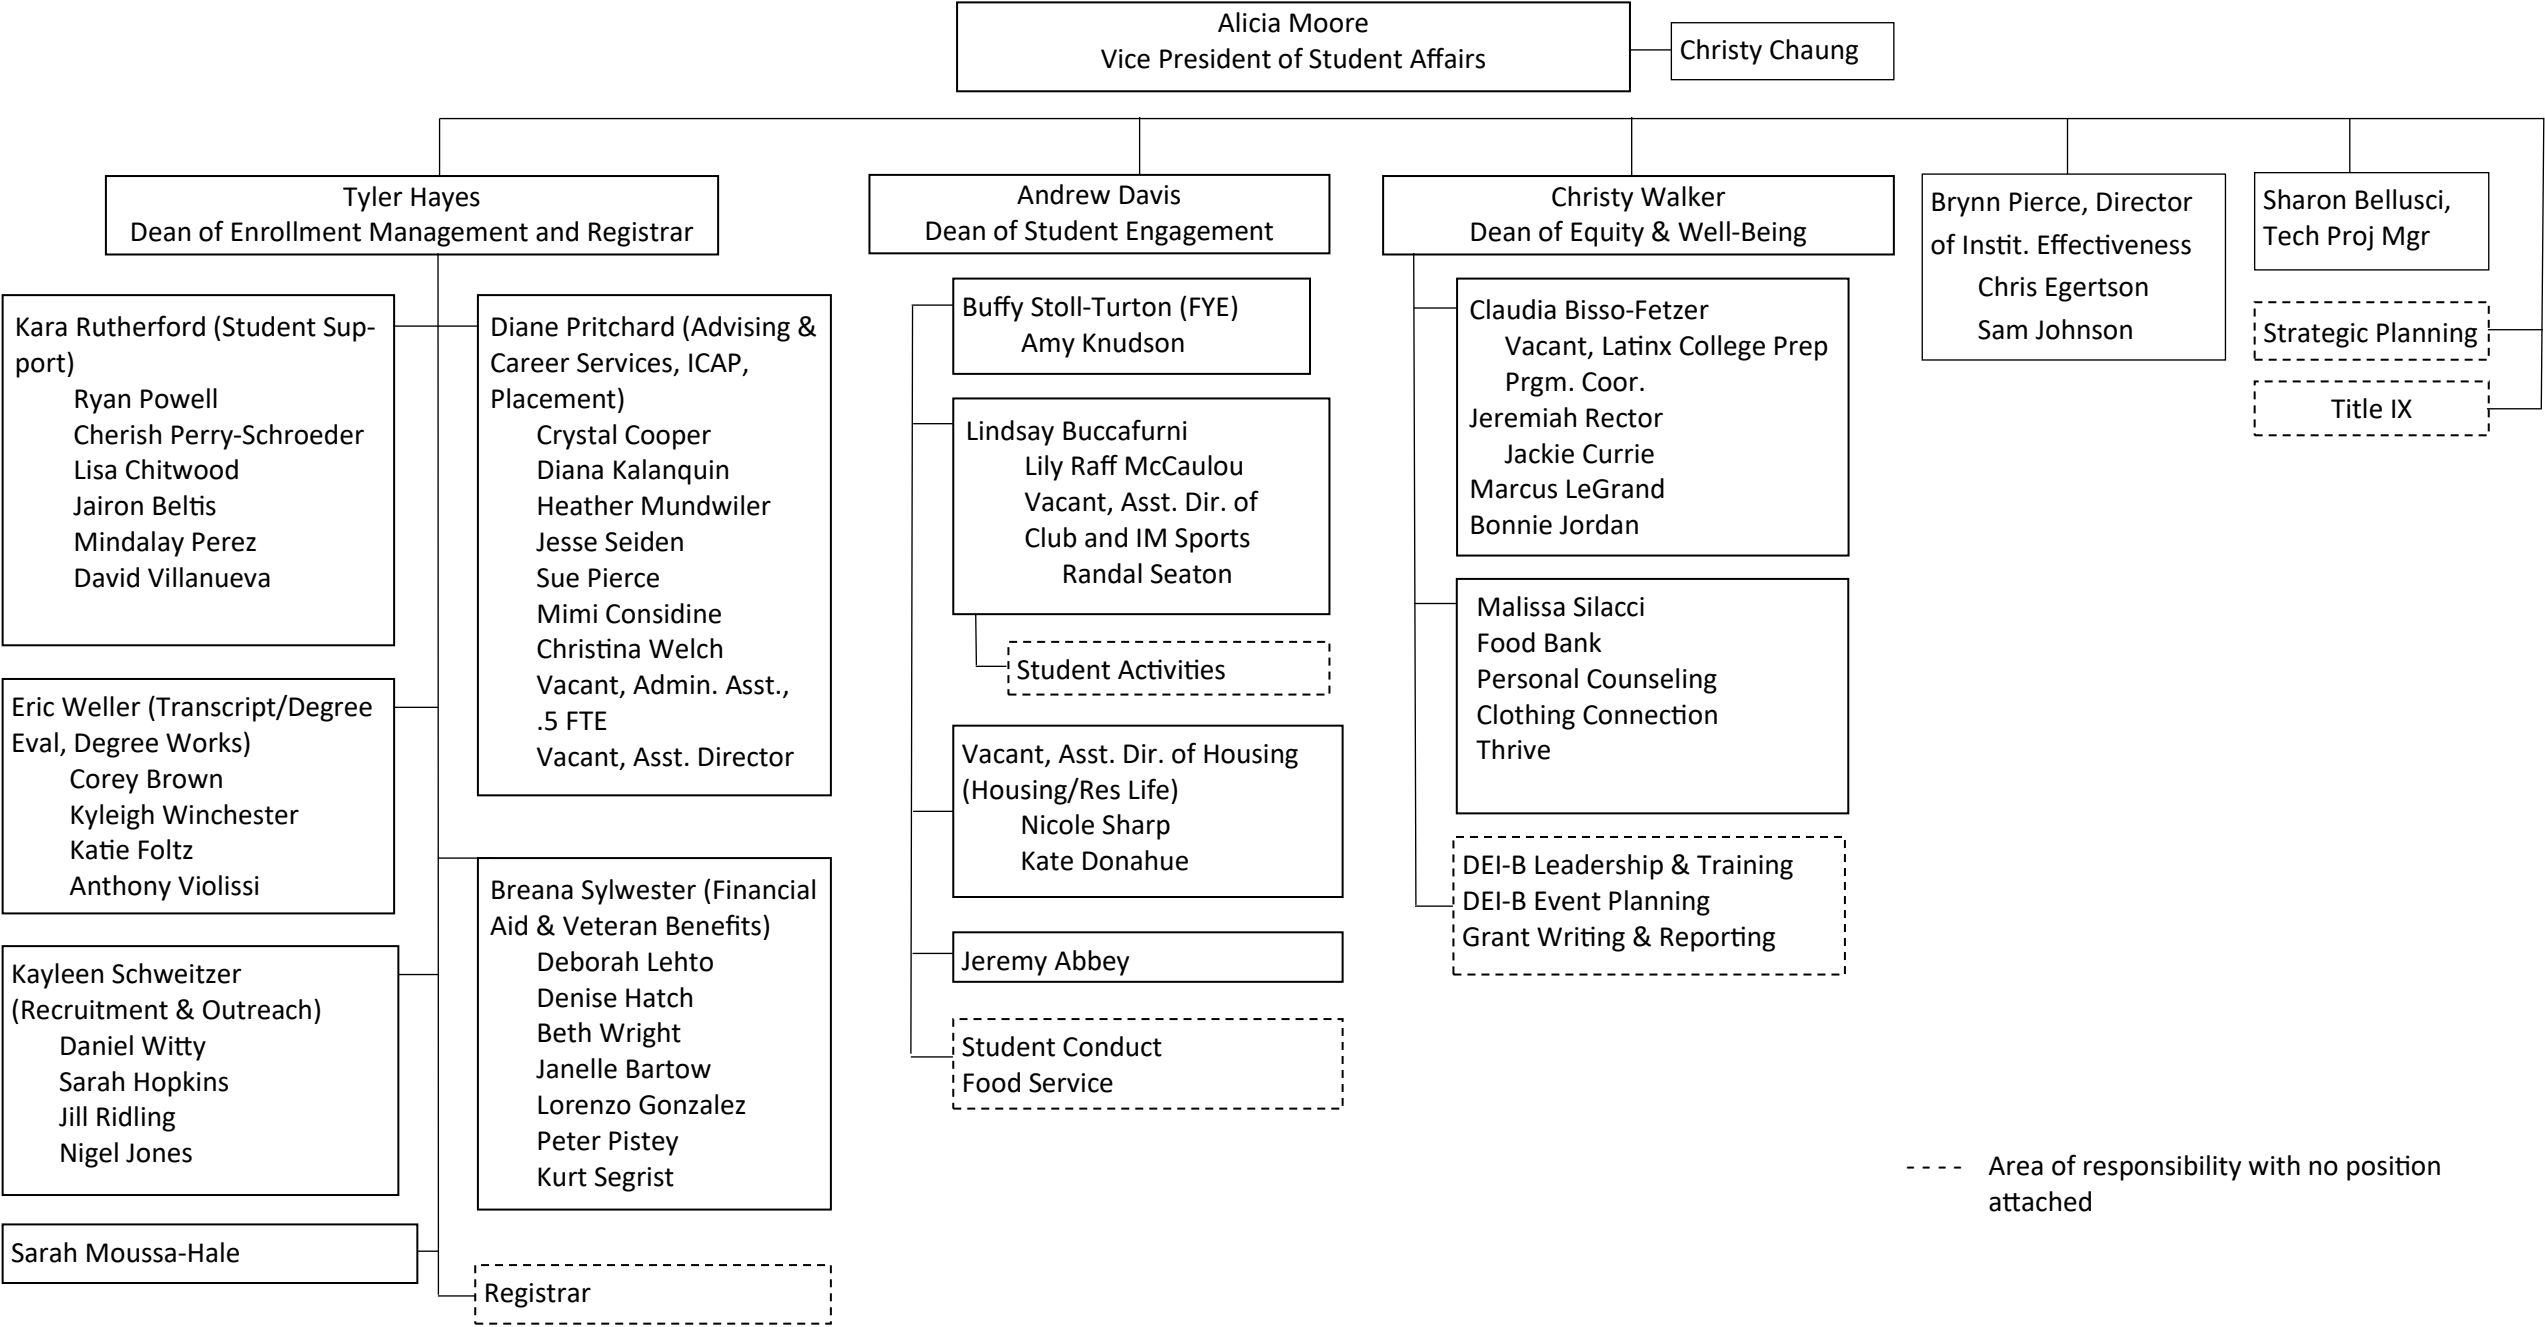 Alicia Moore
Vice President of Student Affairs
Christy Chaung
Tyler Hayes
Dean of Enrollment Management and Registrar
Kara Rutherford (Student Sup-
port)
Ryan Powell
Cherish Perry-Schroeder
Lisa Chitwood
Jairon Beltis
Mindalay Perez
David Villanueva
Eric Weller (Transcript/Degree
Eval, Degree Works)
Corey Brown
Kyleigh Winchester
Katie Foltz
Anthony Violissi
Kayleen Schweitzer
(Recruitment & Outreach)
Daniel Witty
Sarah Hopkins
Jill Ridling
Nigel Jones
Sarah Moussa-Hale
Diane Pritchard (Advising &
Career Services, ICAP,
Placement)
Crystal Cooper
Diana Kalanquin
Heather Mundwiler
Jesse Seiden
Sue Pierce
Mimi Considine
Christina Welch
Vacant, Admin. Asst.,
.5 FTE
Vacant, Asst. Director
Breana Sylwester (Financial
Aid & Veteran Benefits)
Deborah Lehto
Denise Hatch
Beth Wright
Janelle Bartow
Lorenzo Gonzalez
Peter Pistey
Kurt Segrist
Registrar
Andrew Davis
Dean of Student Engagement
Buffy Stoll-Turton (FYE)
Amy Knudson
Lindsay Buccafurni
Lily Raff McCaulou
Vacant, Asst. Dir. of
Club and IM Sports
Randal Seaton
Student Activities
Vacant, Asst. Dir. of Housing
(Housing/Res Life)
Nicole Sharp
Kate Donahue
Jeremy Abbey
Student Conduct
Food Service
Christy Walker
Dean of Equity & Well-Being
Claudia Bisso-Fetzer
Vacant, Latinx College Prep
Prgm. Coor.
Jeremiah Rector
Jackie Currie
Marcus LeGrand
Bonnie Jordan
Malissa Silacci
Food Bank
Personal Counseling
Clothing Connection
Thrive
DEI-B Leadership & Training
DEI-B Event Planning
Grant Writing & Reporting
Brynn Pierce, Director
of Instit. Effectiveness
Chris Egertson
Sam Johnson
Sharon Bellusci,
Tech Proj Mgr
Strategic Planning
Title IX
- - - - Area of responsibility with no position
attached